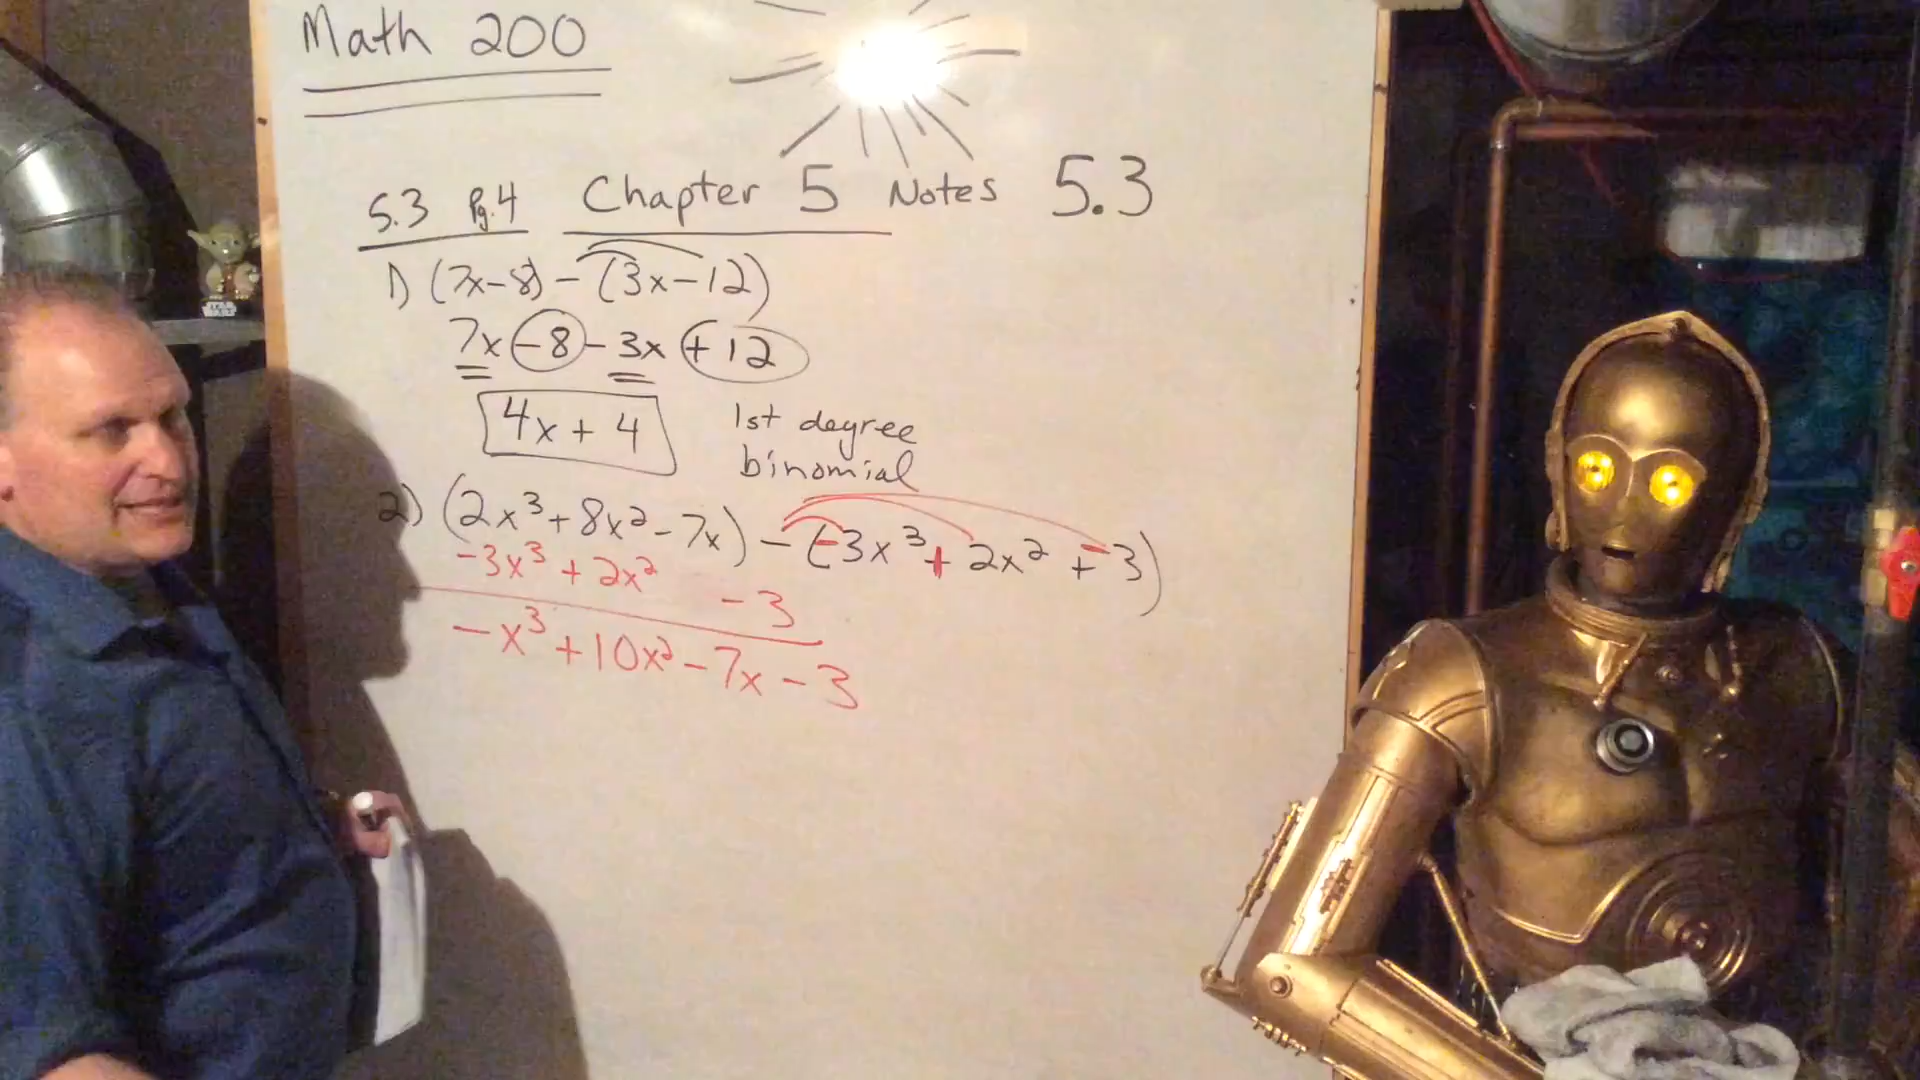 Math 200
5.3 Pg.4 Chapter 5 Notes 5.3
1) (7x-8) - (3x-12)
7x - 8 - 3x + 12
4x + 4 1st degree
binomial
2) (2x³ + 8x² - 7x) - (-3x³ + 2x² + - 3)
-3x³ + 2x² - 3
-x³ + 10x² - 7x - 3
STAR WARS